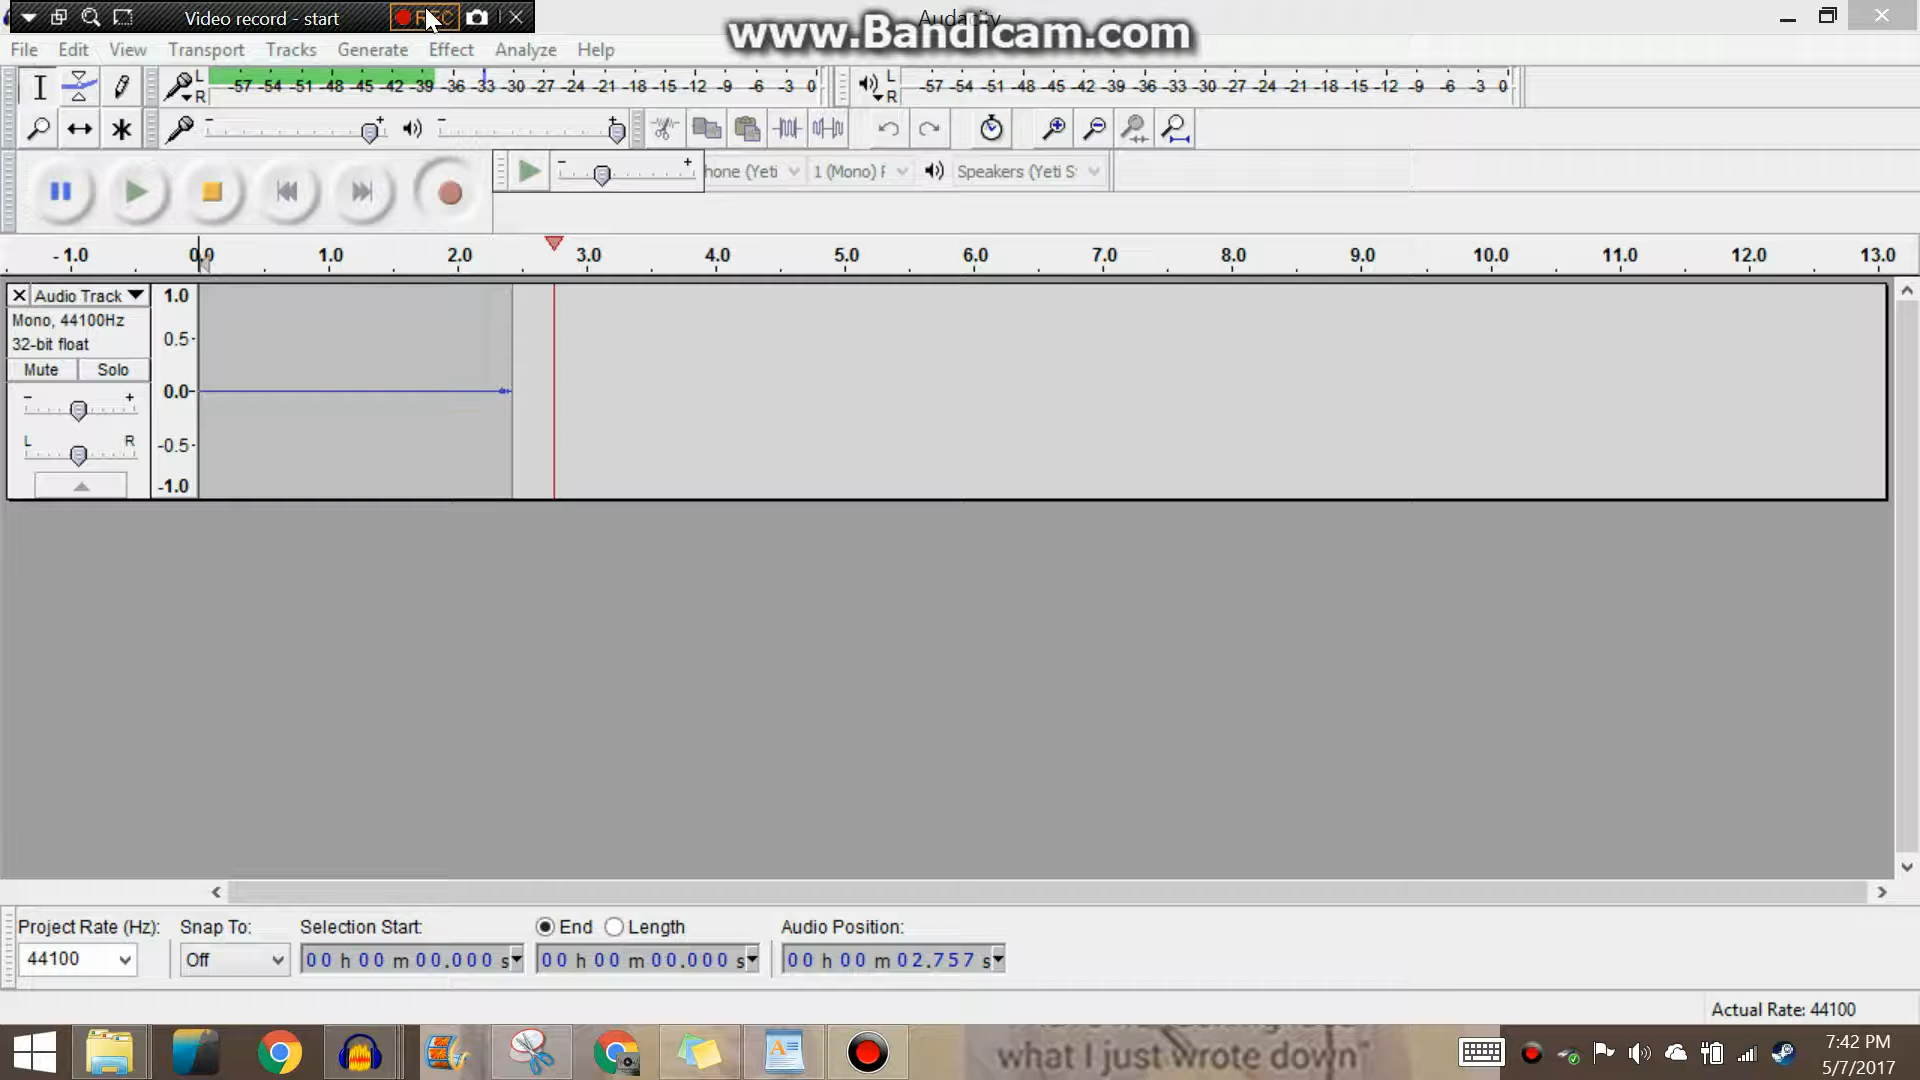 Video record - start
REC
Audacity
www.Bandicam.com
File Edit View Transport Tracks Generate Effect Analyze Help
L
R
-57 -54 -51 -48 -45 -42 -39 -36 -33 -30 -27 -24 -21 -18 -15 -12 -9 -6 -3 0
L
R
-57 -54 -51 -48 -45 -42 -39 -36 -33 -30 -27 -24 -21 -18 -15 -12 -9 -6 -3 0
hone (Yeti
1 (Mono) F
Speakers (Yeti S
-1.0 0.0 1.0 2.0 3.0 4.0 5.0 6.0 7.0 8.0 9.0 10.0 11.0 12.0 13.0
Audio Track
Mono, 44100Hz
32-bit float
Mute Solo
L R
1.0
0.5
0.0
-0.5
-1.0
Project Rate (Hz): Snap To: Selection Start: End Length Audio Position:
44100 Off 00 h 00 m 00.000 s 00 h 00 m 00.000 s 00 h 00 m 02.757 s
Actual Rate: 44100
what I just wrote down"
7:42 PM
5/7/2017